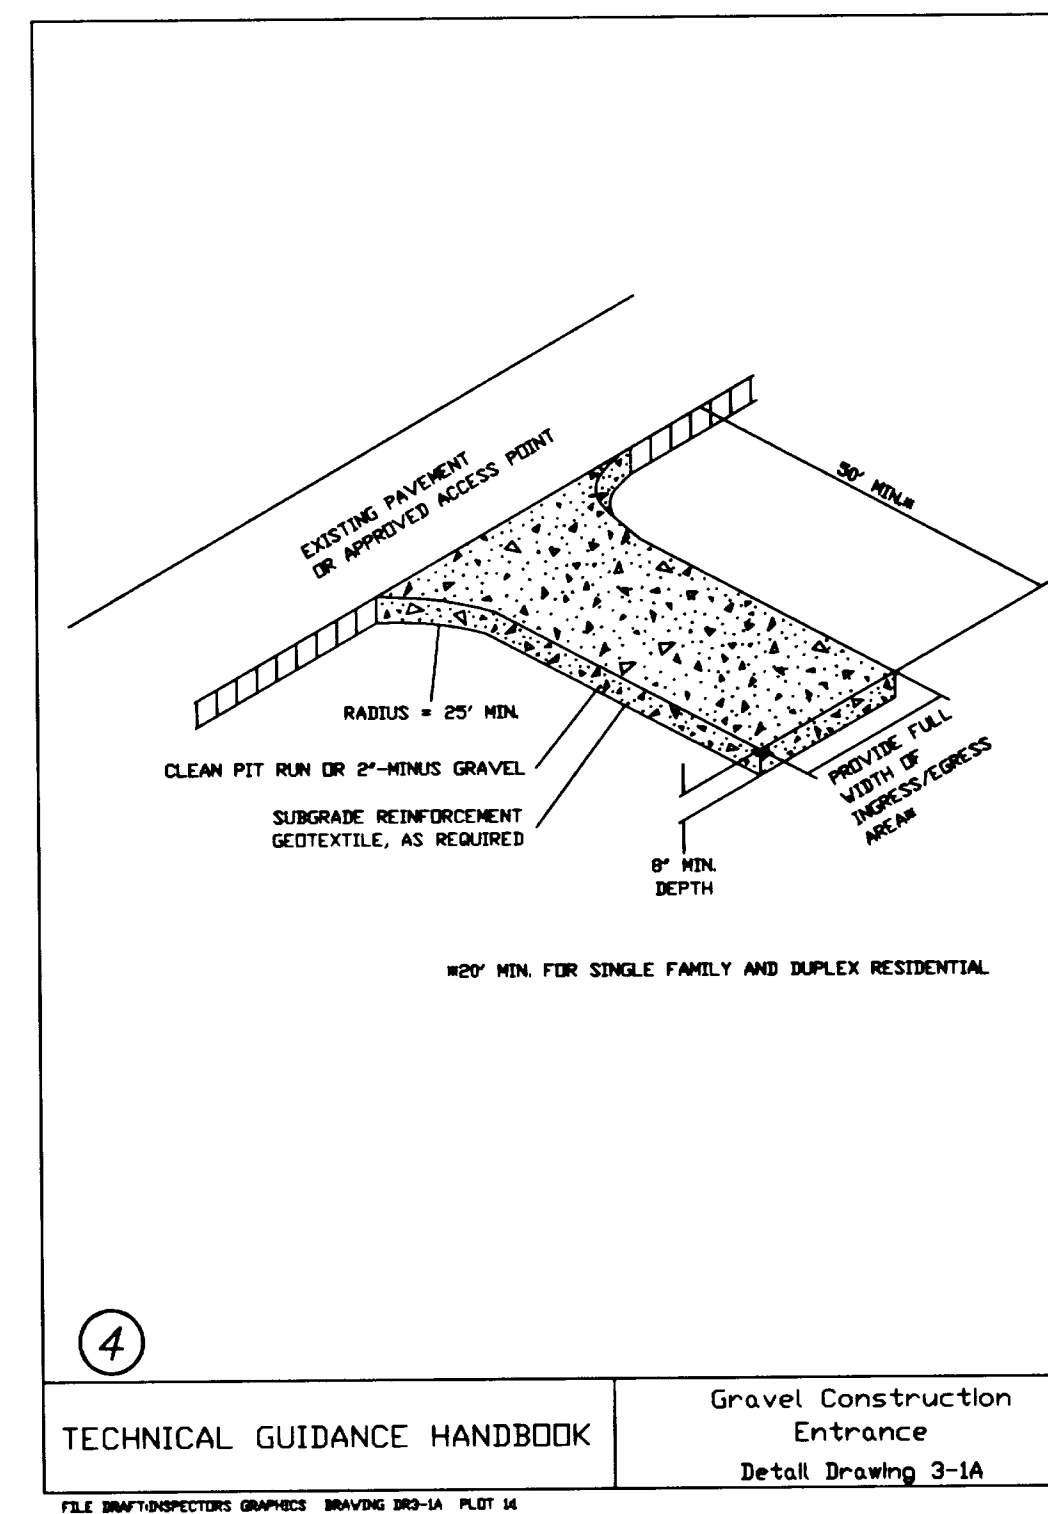 EXISTING PAVEMENT
OR APPROVED ACCESS POINT
50' MIN.*
RADIUS = 25' MIN.
CLEAN PIT RUN OR 2"-MINUS GRAVEL
SUBGRADE REINFORCEMENT
GEOTEXTILE, AS REQUIRED
PROVIDE FULL
WIDTH OF
INGRESS/EGRESS
AREA*
8" MIN.
DEPTH
*20' MIN. FOR SINGLE FAMILY AND DUPLEX RESIDENTIAL
4
TECHNICAL GUIDANCE HANDBOOK
Gravel Construction
Entrance
Detail Drawing 3-1A
FILE DRAFT:INSPECTORS GRAPHICS DRAWING DR3-1A PLOT 14